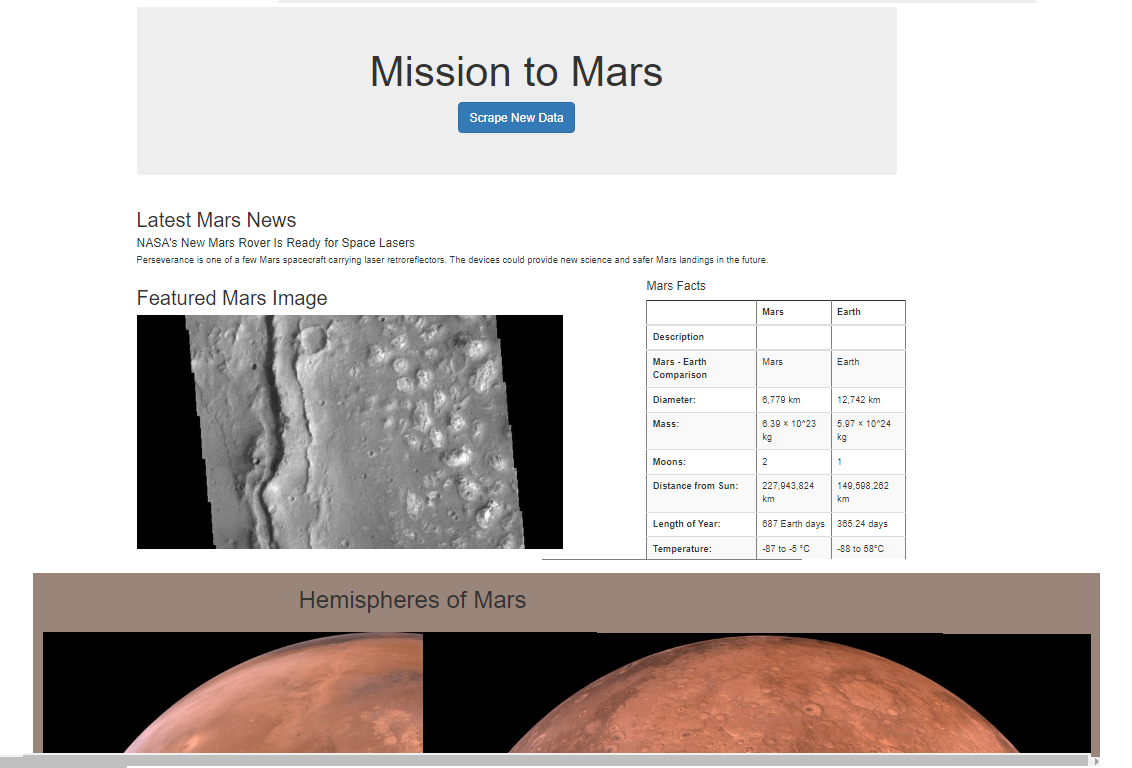 Mission to Mars
Scrape New Data
Latest Mars News
NASA's New Mars Rover Is Ready for Space Lasers
Perseverance is one of a few Mars spacecraft carrying laser retroreflectors. The devices could provide new science and safer Mars landings in the future.
Featured Mars Image
Mars Facts
Mars Earth
Description
Mars - Earth Comparison Mars Earth
Diameter: 6,779 km 12,742 km
Mass: 6.39 × 10^23 kg 5.97 × 10^24 kg
Moons: 2 1
Distance from Sun: 227,943,824 km 149,598,262 km
Length of Year: 687 Earth days 365.24 days
Temperature: -87 to -5 °C -88 to 58°C
Hemispheres of Mars